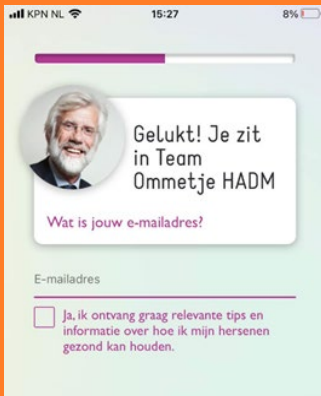 KPN NL 15:27 8%
Gelukt! Je zit
in Team
Ommetje HADM
Wat is jouw e-mailadres?
E-mailadres
Ja, ik ontvang graag relevante tips en
informatie over hoe ik mijn hersenen
gezond kan houden.